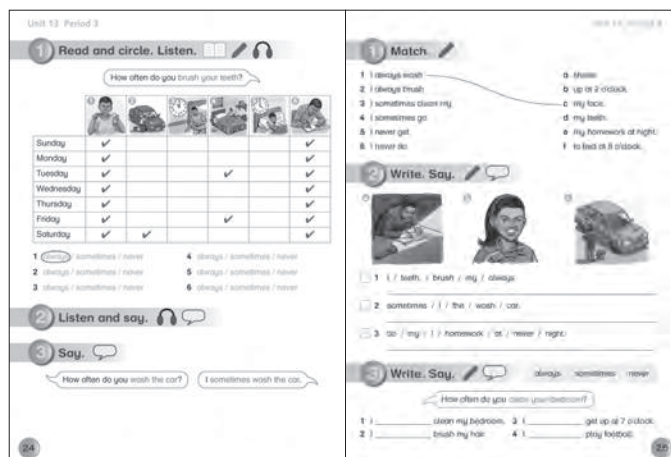 Unit 13 Period 3
1 Read and circle. Listen.
How often do you brush your teeth?
Sunday
Monday
Tuesday
Wednesday
Thursday
Friday
Saturday
1 always / sometimes / never
2 always / sometimes / never
3 always / sometimes / never
4 always / sometimes / never
5 always / sometimes / never
6 always / sometimes / never
2 Listen and say.
3 Say.
How often do you wash the car?
I sometimes wash the car.
24
1 Match.
1 I always wash
2 I always brush
3 I sometimes clean my
4 I sometimes go
5 I never get
6 I never do
b up at 2 o'clock.
c my face.
d my teeth.
e my homework at night.
f to bed at 8 o'clock.
2 Write. Say.
1 I / teeth. / brush / my / always
2 sometimes / I / the / wash / car.
3 do / my / I / homework / at / never / night.
3 Write. Say.
always sometimes never
How often do you clean your bedroom?
1 I ______ clean my bedroom.
2 I ______ brush my hair.
3 I ______ get up at 7 o'clock.
4 I ______ play football.
25